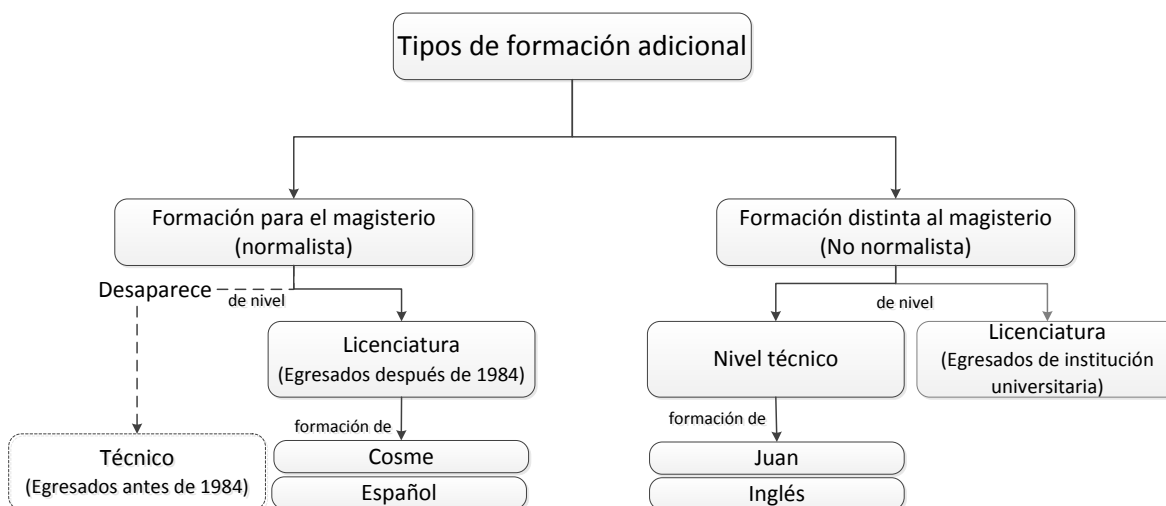 Tipos de formación adicional
Formación para el magisterio
(normalista)
Formación distinta al magisterio
(No normalista)
Desaparece
de nivel
de nivel
Licenciatura
(Egresados después de 1984)
Nivel técnico
Licenciatura
(Egresados de institución
universitaria)
formación de
formación de
Técnico
(Egresados antes de 1984)
Cosme
Español
Juan
Inglés